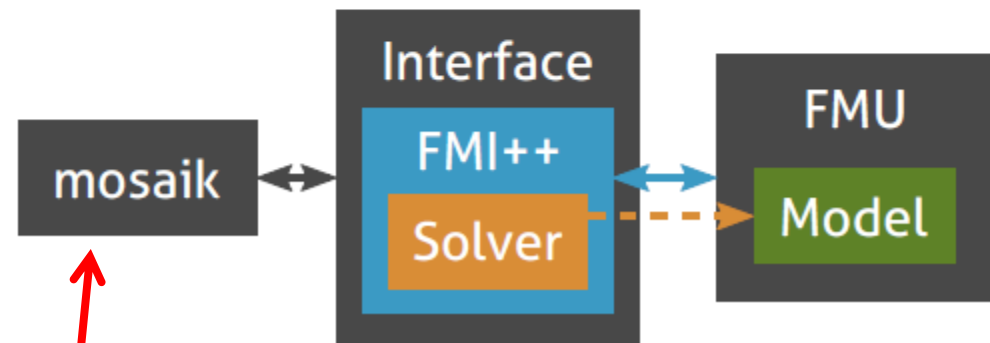 mosaik
Interface
FMI++
Solver
FMU
Model